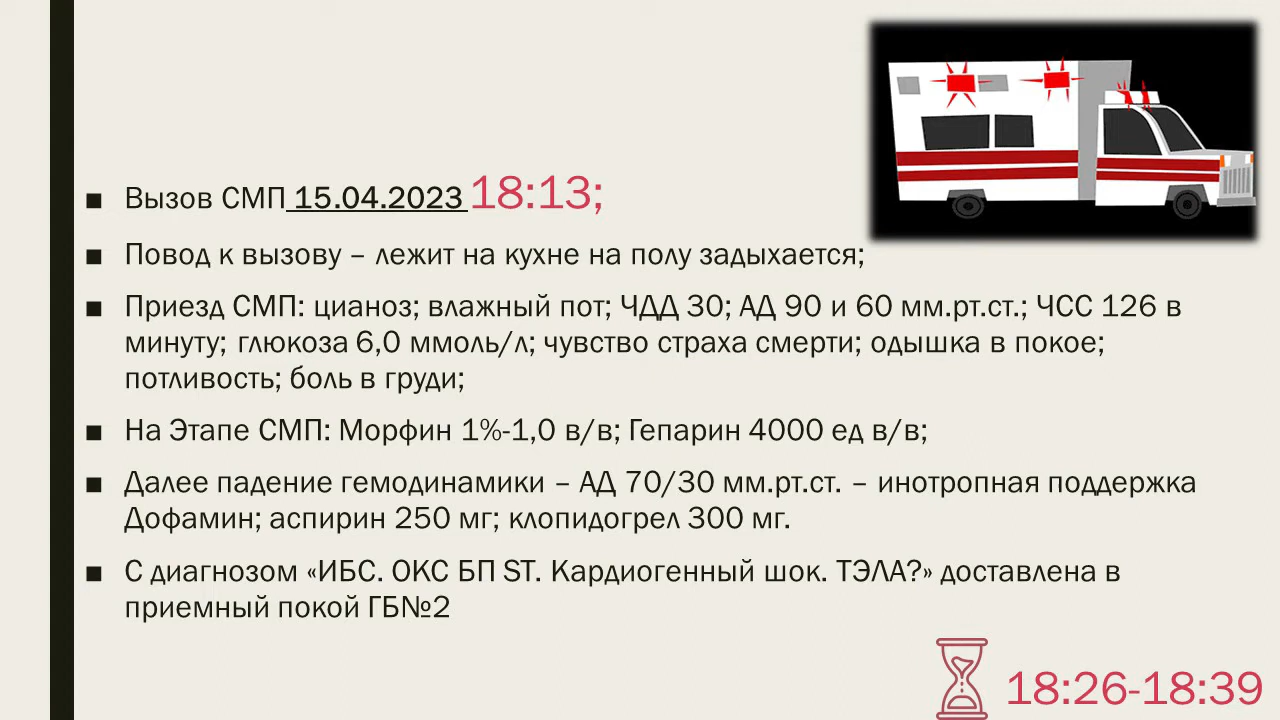 ▪ Вызов СМП 15.04.2023 18:13;
▪ Повод к вызову – лежит на кухне на полу задыхается;
▪ Приезд СМП: цианоз; влажный пот; ЧДД 30; АД 90 и 60 мм.рт.ст.; ЧСС 126 в
минуту; глюкоза 6,0 ммоль/л; чувство страха смерти; одышка в покое;
потливость; боль в груди;
▪ На Этапе СМП: Морфин 1%-1,0 в/в; Гепарин 4000 ед в/в;
▪ Далее падение гемодинамики – АД 70/30 мм.рт.ст. – инотропная поддержка
Дофамин; аспирин 250 мг; клопидогрел 300 мг.
▪ С диагнозом «ИБС. ОКС БП ST. Кардиогенный шок. ТЭЛА?» доставлена в
приемный покой ГБ№2
18:26-18:39